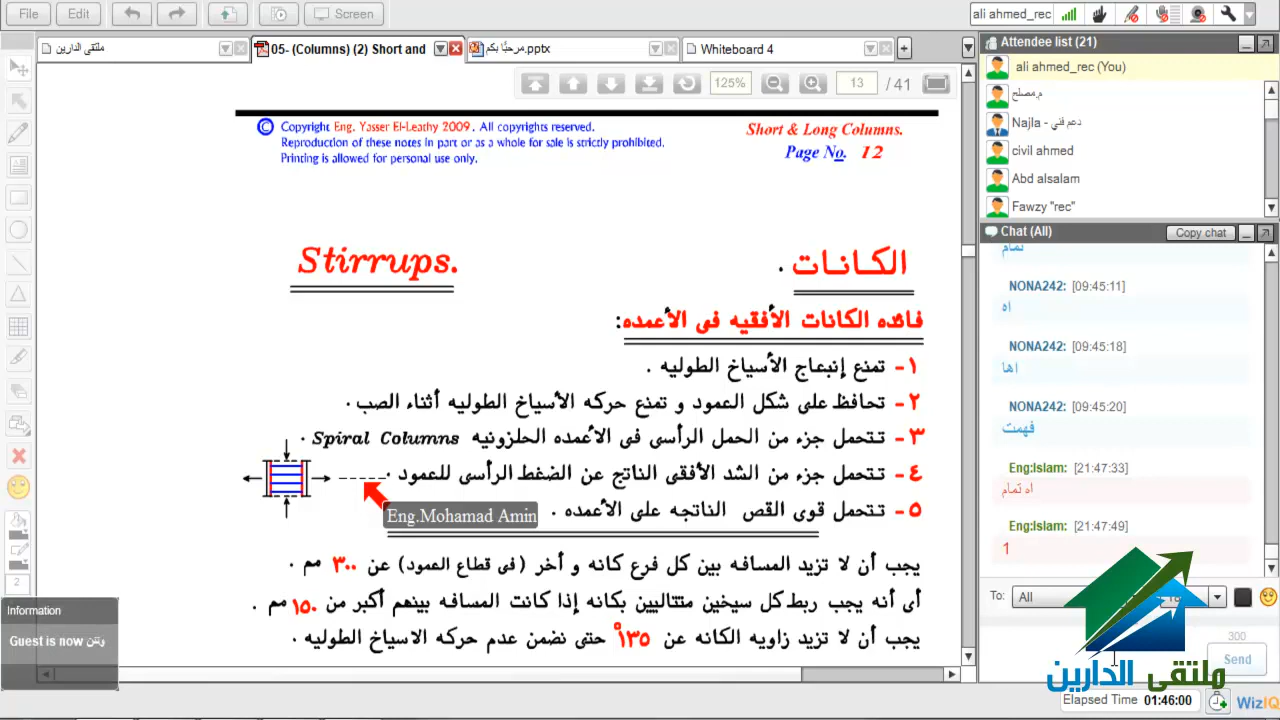 File
Edit
Screen
ali ahmed_rec
ملتقى الدارين
05- (Columns) (2) Short and
مرحبًا بكم.pptx
Whiteboard 4
125%
13
/ 41
© Copyright Eng. Yasser El-Leathy 2009 . All copyrights reserved.
Reproduction of these notes in part or as a whole for sale is strictly prohibited.
Printing is allowed for personal use only.
Short & Long Columns.
Page No. 12
Stirrups.
الكانات .
فائده الكانات الأفقيه فى الأعمده:
١- تمنع إنبعاج الأسياخ الطوليه .
٢- تحافظ على شكل العمود و تمنع حركه الأسياخ الطوليه أثناء الصب .
٣- تتحمل جزء من الحمل الرأسى فى الأعمده الحلزونيه Spiral Columns .
٤- تتحمل جزء من الشد الأفقى الناتج عن الضغط الرأسى للعمود .
Eng.Mohamad Amin
٥- تتحمل قوى القص الناتجه على الأعمده .
يجب أن لا تزيد المسافه بين كل فرع كانه و أخر (فى قطاع العمود) عن ٣٠٠ مم .
أى أنه يجب ربط كل سيخين متتاليين بكانه إذا كانت المسافه بينهم أكبر من ١٥٠ مم .
يجب أن لا تزيد زاويه الكانه عن ١٣٥° حتى نضمن عدم حركه الاسياخ الطوليه .
2
Information
Guest is now وتتن
Attendee list (21)
ali ahmed_rec (You)
م.مصلح
Najla - دعم فني
civil ahmed
Abd alsalam
Fawzy "rec"
Chat (All)
Copy chat
تمام
NONA242: [09:45:11]
اه
NONA242: [09:45:18]
اها
NONA242: [09:45:20]
فهمت
Eng:Islam: [21:47:33]
اه تمام
Eng:Islam: [21:47:49]
1
To:
All
300
Send
ملتقى الدارين
Elapsed Time 01:46:00
WizIQ